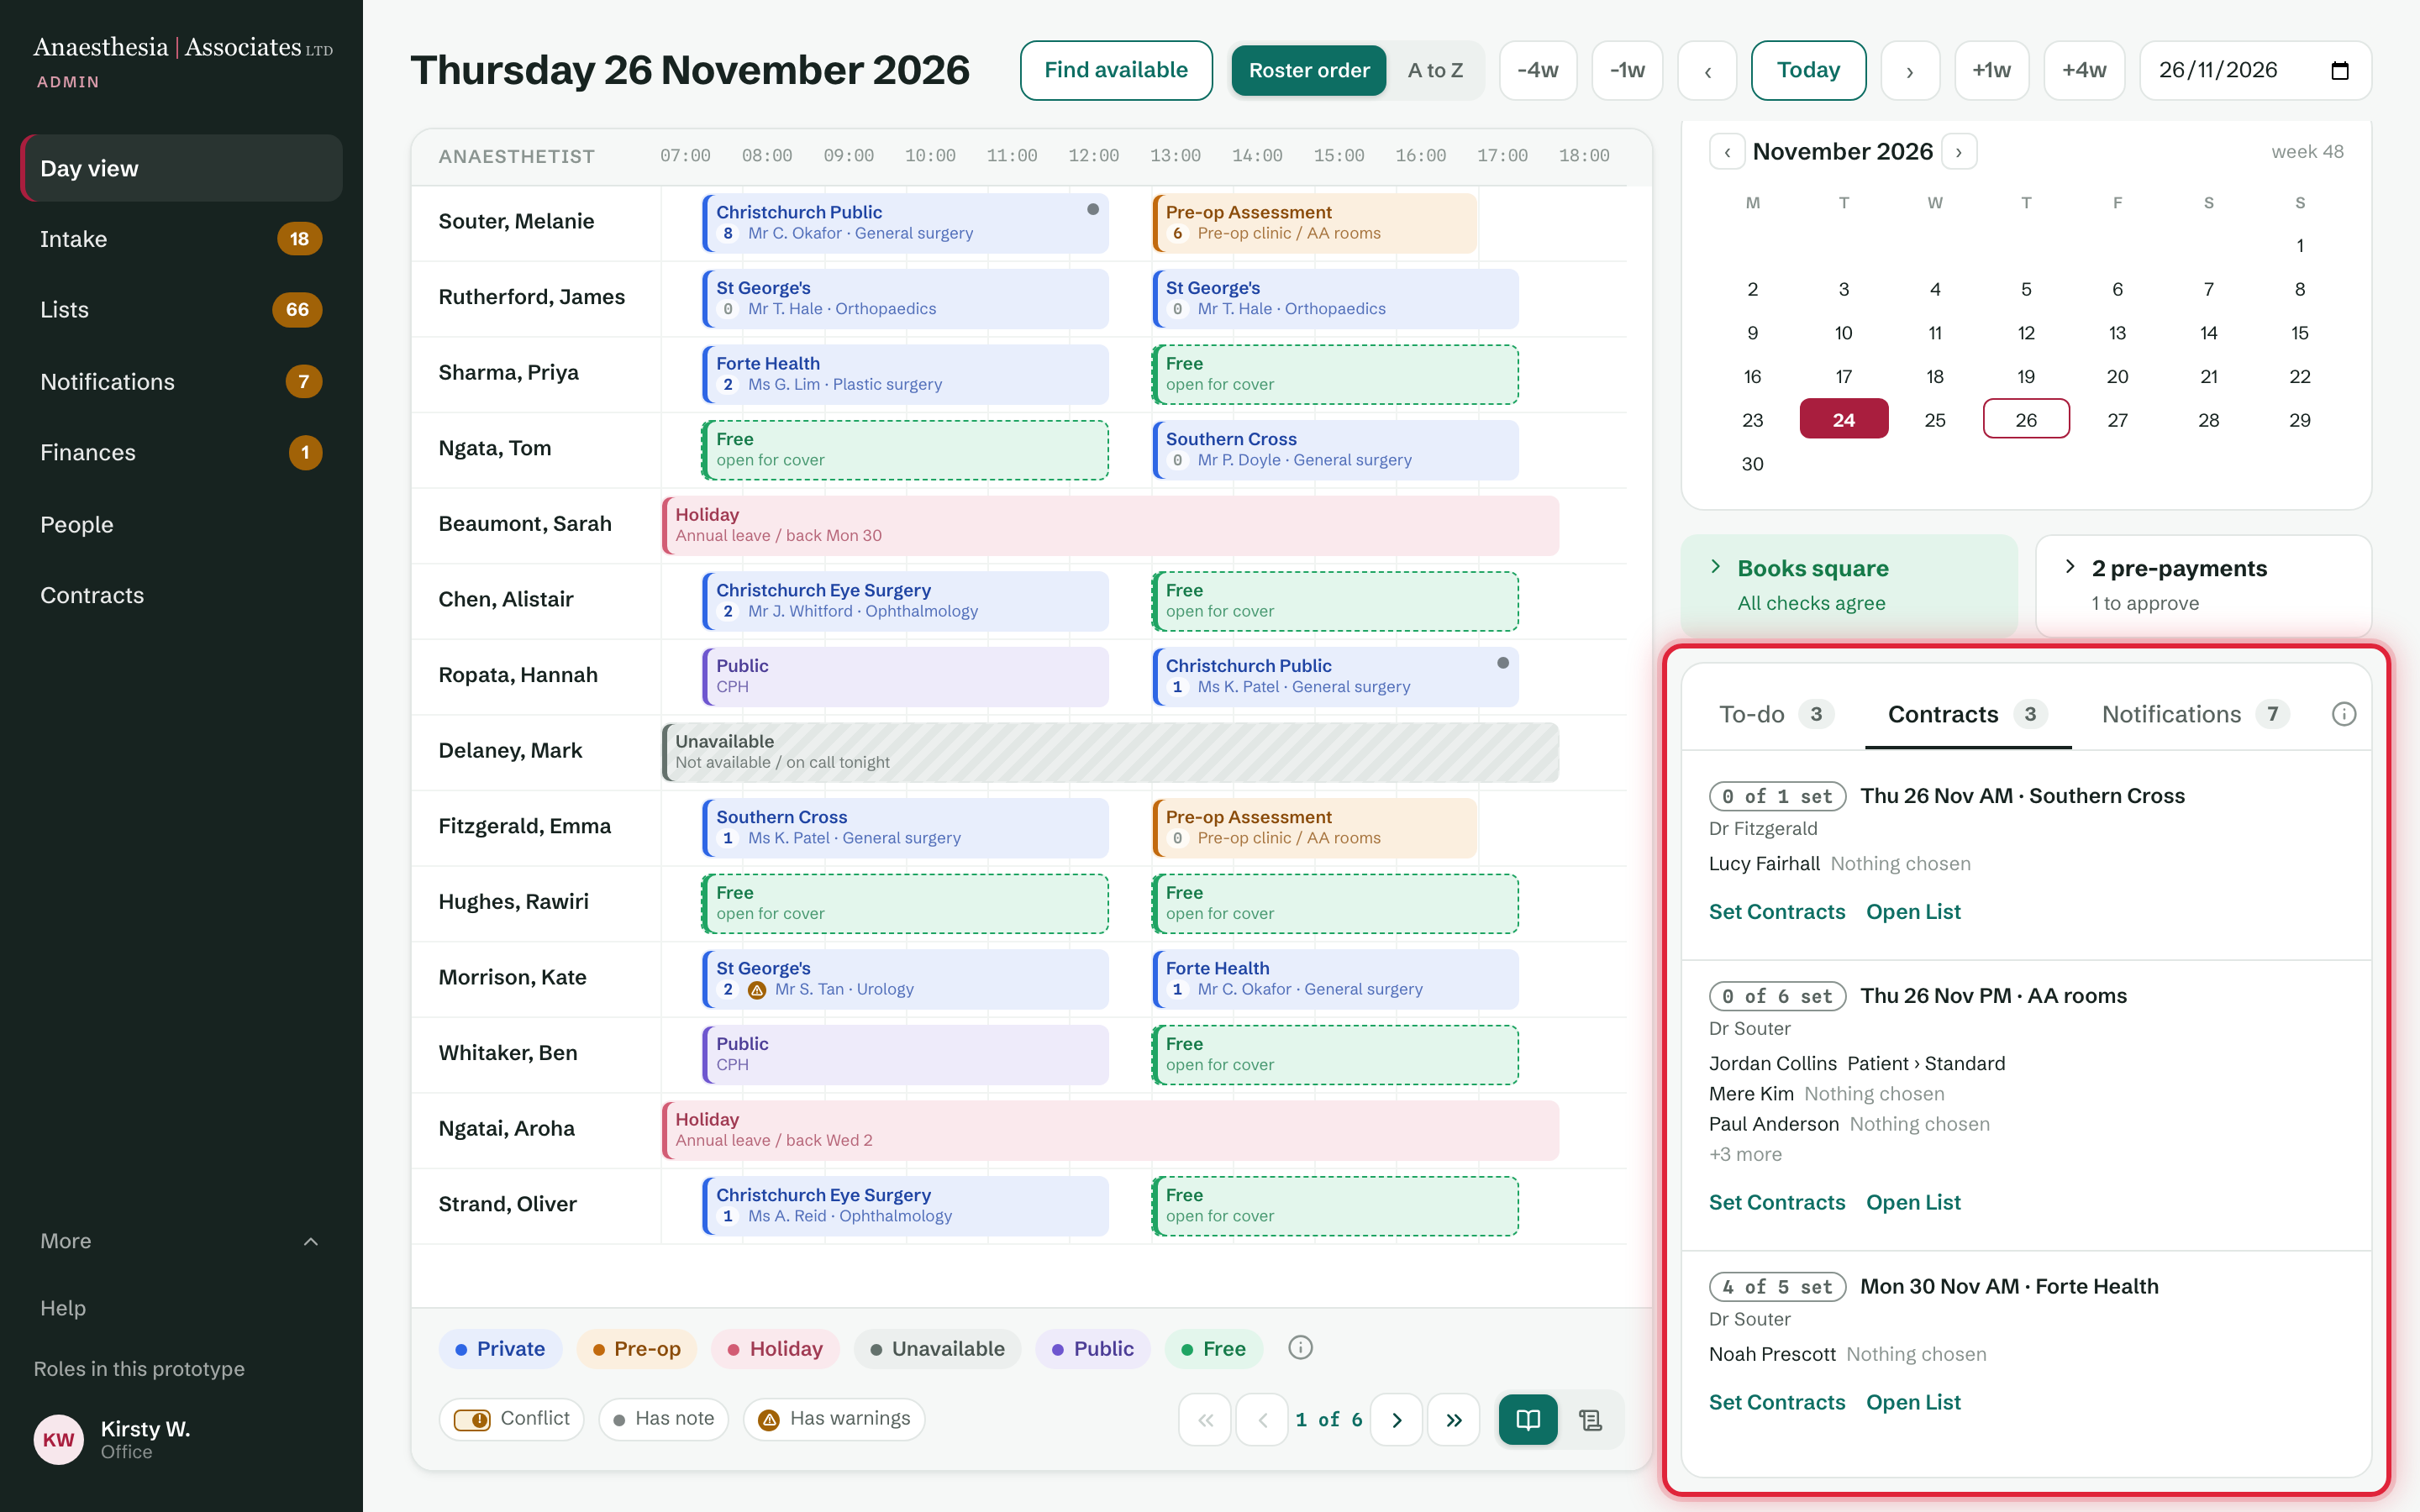 Anaesthesia | Associates LTD
ADMIN
Day view
Intake 18
Lists 66
Notifications 7
Finances 1
People
Contracts
More
Help
Roles in this prototype
KW Kirsty W.
Office
Thursday 26 November 2026
Find available
Roster order A to Z
-4w -1w ‹ Today › +1w +4w 26/11/2026
ANAESTHETIST 07:00 08:00 09:00 10:00 11:00 12:00 13:00 14:00 15:00 16:00 17:00 18:00
Souter, Melanie
Christchurch Public
8 Mr C. Okafor · General surgery
Pre-op Assessment
6 Pre-op clinic / AA rooms
Rutherford, James
St George's
0 Mr T. Hale · Orthopaedics
St George's
0 Mr T. Hale · Orthopaedics
Sharma, Priya
Forte Health
2 Ms G. Lim · Plastic surgery
Free
open for cover
Ngata, Tom
Free
open for cover
Southern Cross
0 Mr P. Doyle · General surgery
Beaumont, Sarah
Holiday
Annual leave / back Mon 30
Chen, Alistair
Christchurch Eye Surgery
2 Mr J. Whitford · Ophthalmology
Free
open for cover
Ropata, Hannah
Public
CPH
Christchurch Public
1 Ms K. Patel · General surgery
Delaney, Mark
Unavailable
Not available / on call tonight
Fitzgerald, Emma
Southern Cross
1 Ms K. Patel · General surgery
Pre-op Assessment
0 Pre-op clinic / AA rooms
Hughes, Rawiri
Free
open for cover
Free
open for cover
Morrison, Kate
St George's
2 Mr S. Tan · Urology
Forte Health
1 Mr C. Okafor · General surgery
Whitaker, Ben
Public
CPH
Free
open for cover
Ngatai, Aroha
Holiday
Annual leave / back Wed 2
Strand, Oliver
Christchurch Eye Surgery
1 Ms A. Reid · Ophthalmology
Free
open for cover
Private Pre-op Holiday Unavailable Public Free
Conflict Has note Has warnings
« ‹ 1 of 6 › »
‹ November 2026 › week 48
M T W T F S S
1
2 3 4 5 6 7 8
9 10 11 12 13 14 15
16 17 18 19 20 21 22
23 24 25 26 27 28 29
30
Books square
All checks agree
2 pre-payments
1 to approve
To-do 3 Contracts 3 Notifications 7
0 of 1 set Thu 26 Nov AM · Southern Cross
Dr Fitzgerald
Lucy Fairhall Nothing chosen
Set Contracts Open List
0 of 6 set Thu 26 Nov PM · AA rooms
Dr Souter
Jordan Collins Patient › Standard
Mere Kim Nothing chosen
Paul Anderson Nothing chosen
+3 more
Set Contracts Open List
4 of 5 set Mon 30 Nov AM · Forte Health
Dr Souter
Noah Prescott Nothing chosen
Set Contracts Open List